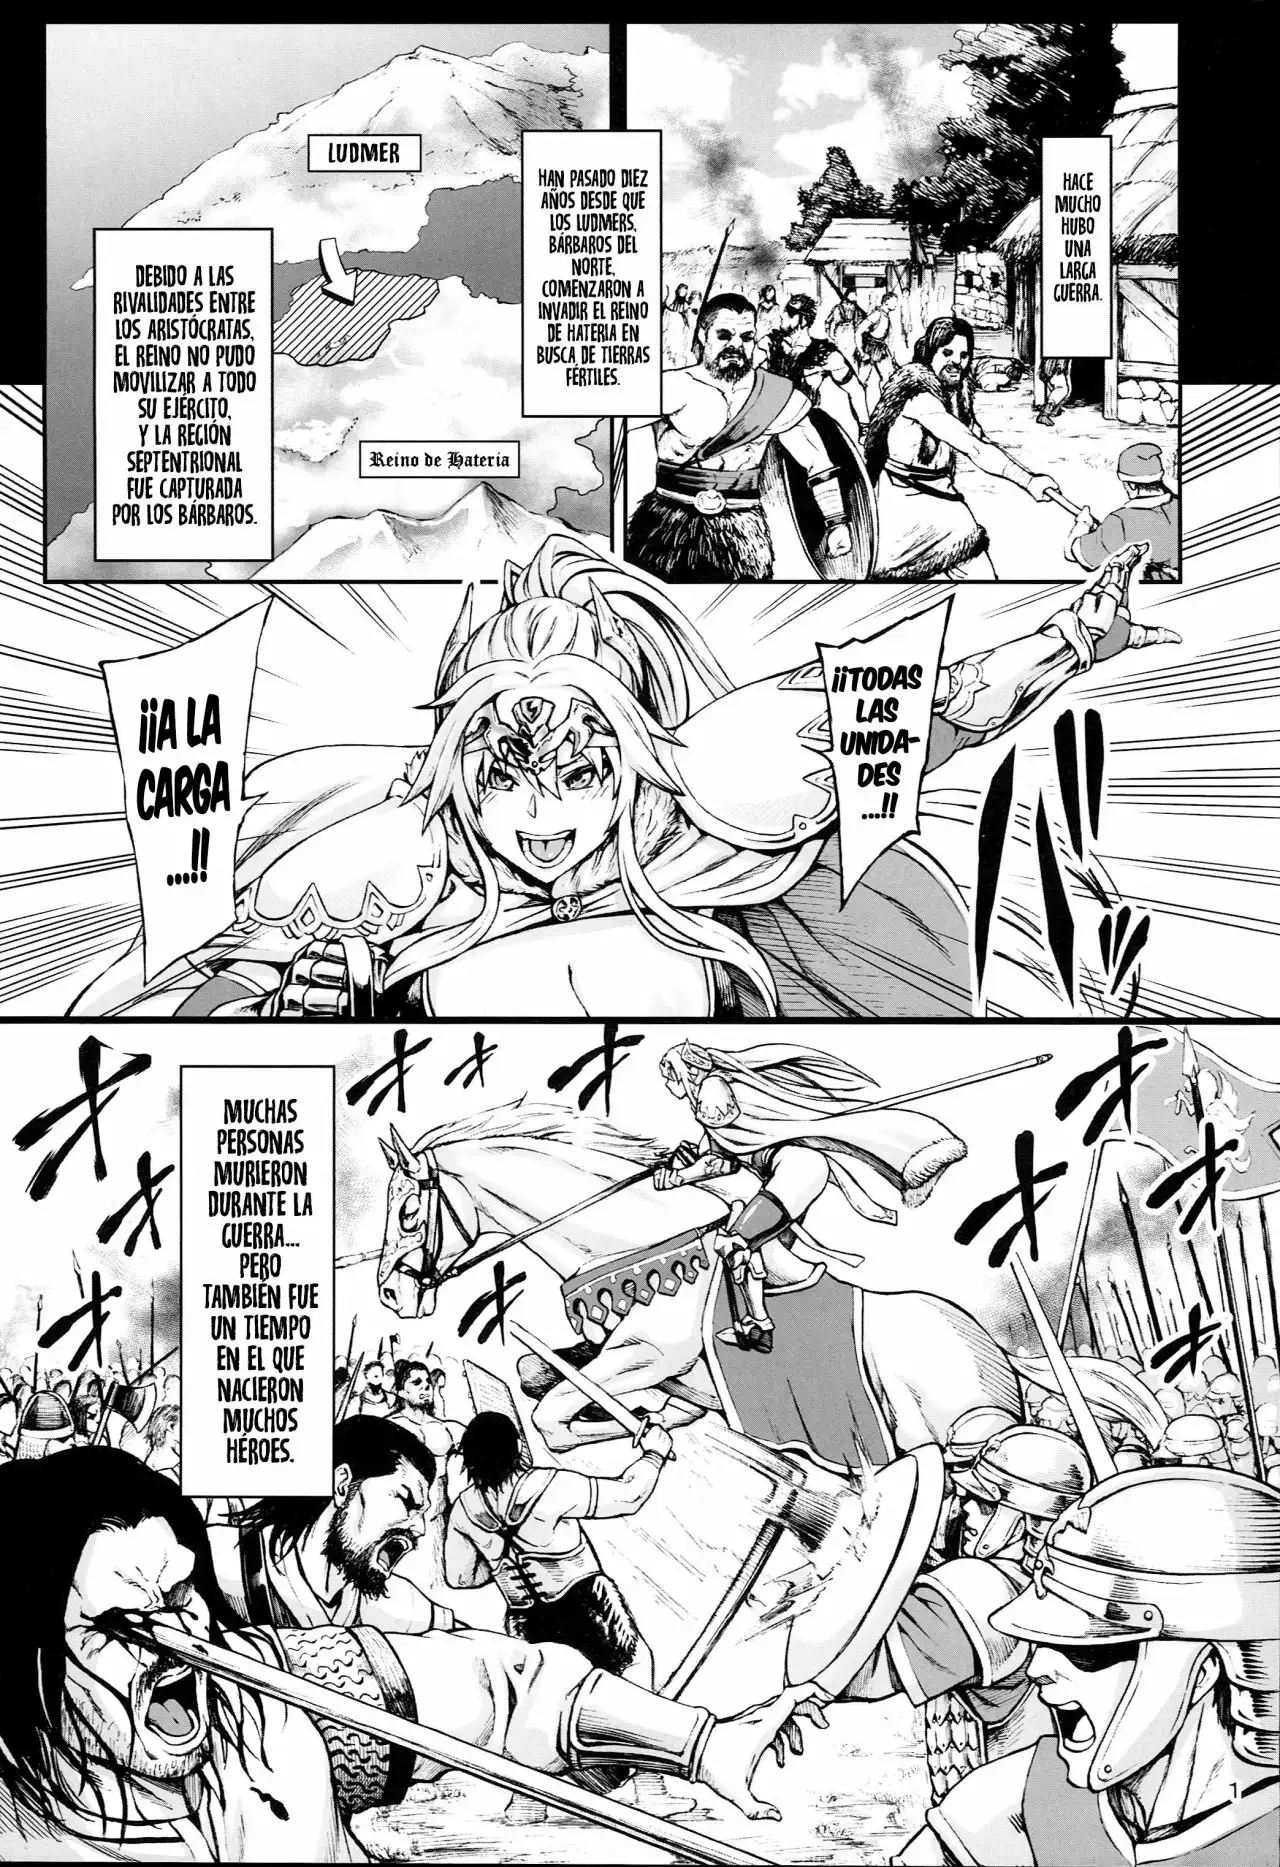 HACE
MUCHO
HUBO
UNA
LARGA
GUERRA.
HAN PASADO DIEZ
AÑOS DESDE QUE
LOS LUDMERS,
BÁRBAROS DEL
NORTE,
COMENZARON A
INVADIR EL REINO
DE HATERIA EN
BUSCA DE TIERRAS
FÉRTILES.
LUDMER
DEBIDO A LAS
RIVALIDADES ENTRE
LOS ARISTÓCRATAS,
EL REINO NO PUDO
MOVILIZAR A TODO
SU EJÉRCITO,
Y LA REGIÓN
SEPTENTRIONAL
FUE CAPTURADA
POR LOS BÁRBAROS.
Reino de Hateria
¡¡TODAS
LAS
UNIDA-
DES
...!!
¡¡A LA
CARGA
....!!
MUCHAS
PERSONAS
MURIERON
DURANTE LA
GUERRA...
PERO
TAMBIÉN FUE
UN TIEMPO
EN EL QUE
NACIERON
MUCHOS
HÉROES.
1